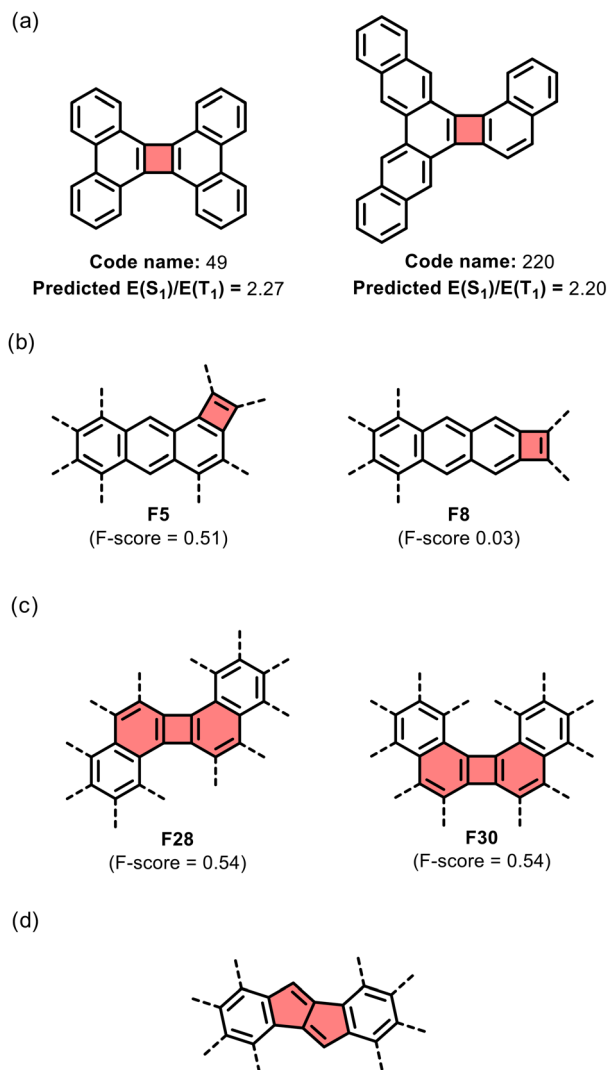 (a)
Code name: 49
Predicted E(S₁)/E(T₁) = 2.27
Code name: 220
Predicted E(S₁)/E(T₁) = 2.20
(b)
F5
(F-score = 0.51)
F8
(F-score 0.03)
(c)
F28
(F-score = 0.54)
F30
(F-score = 0.54)
(d)